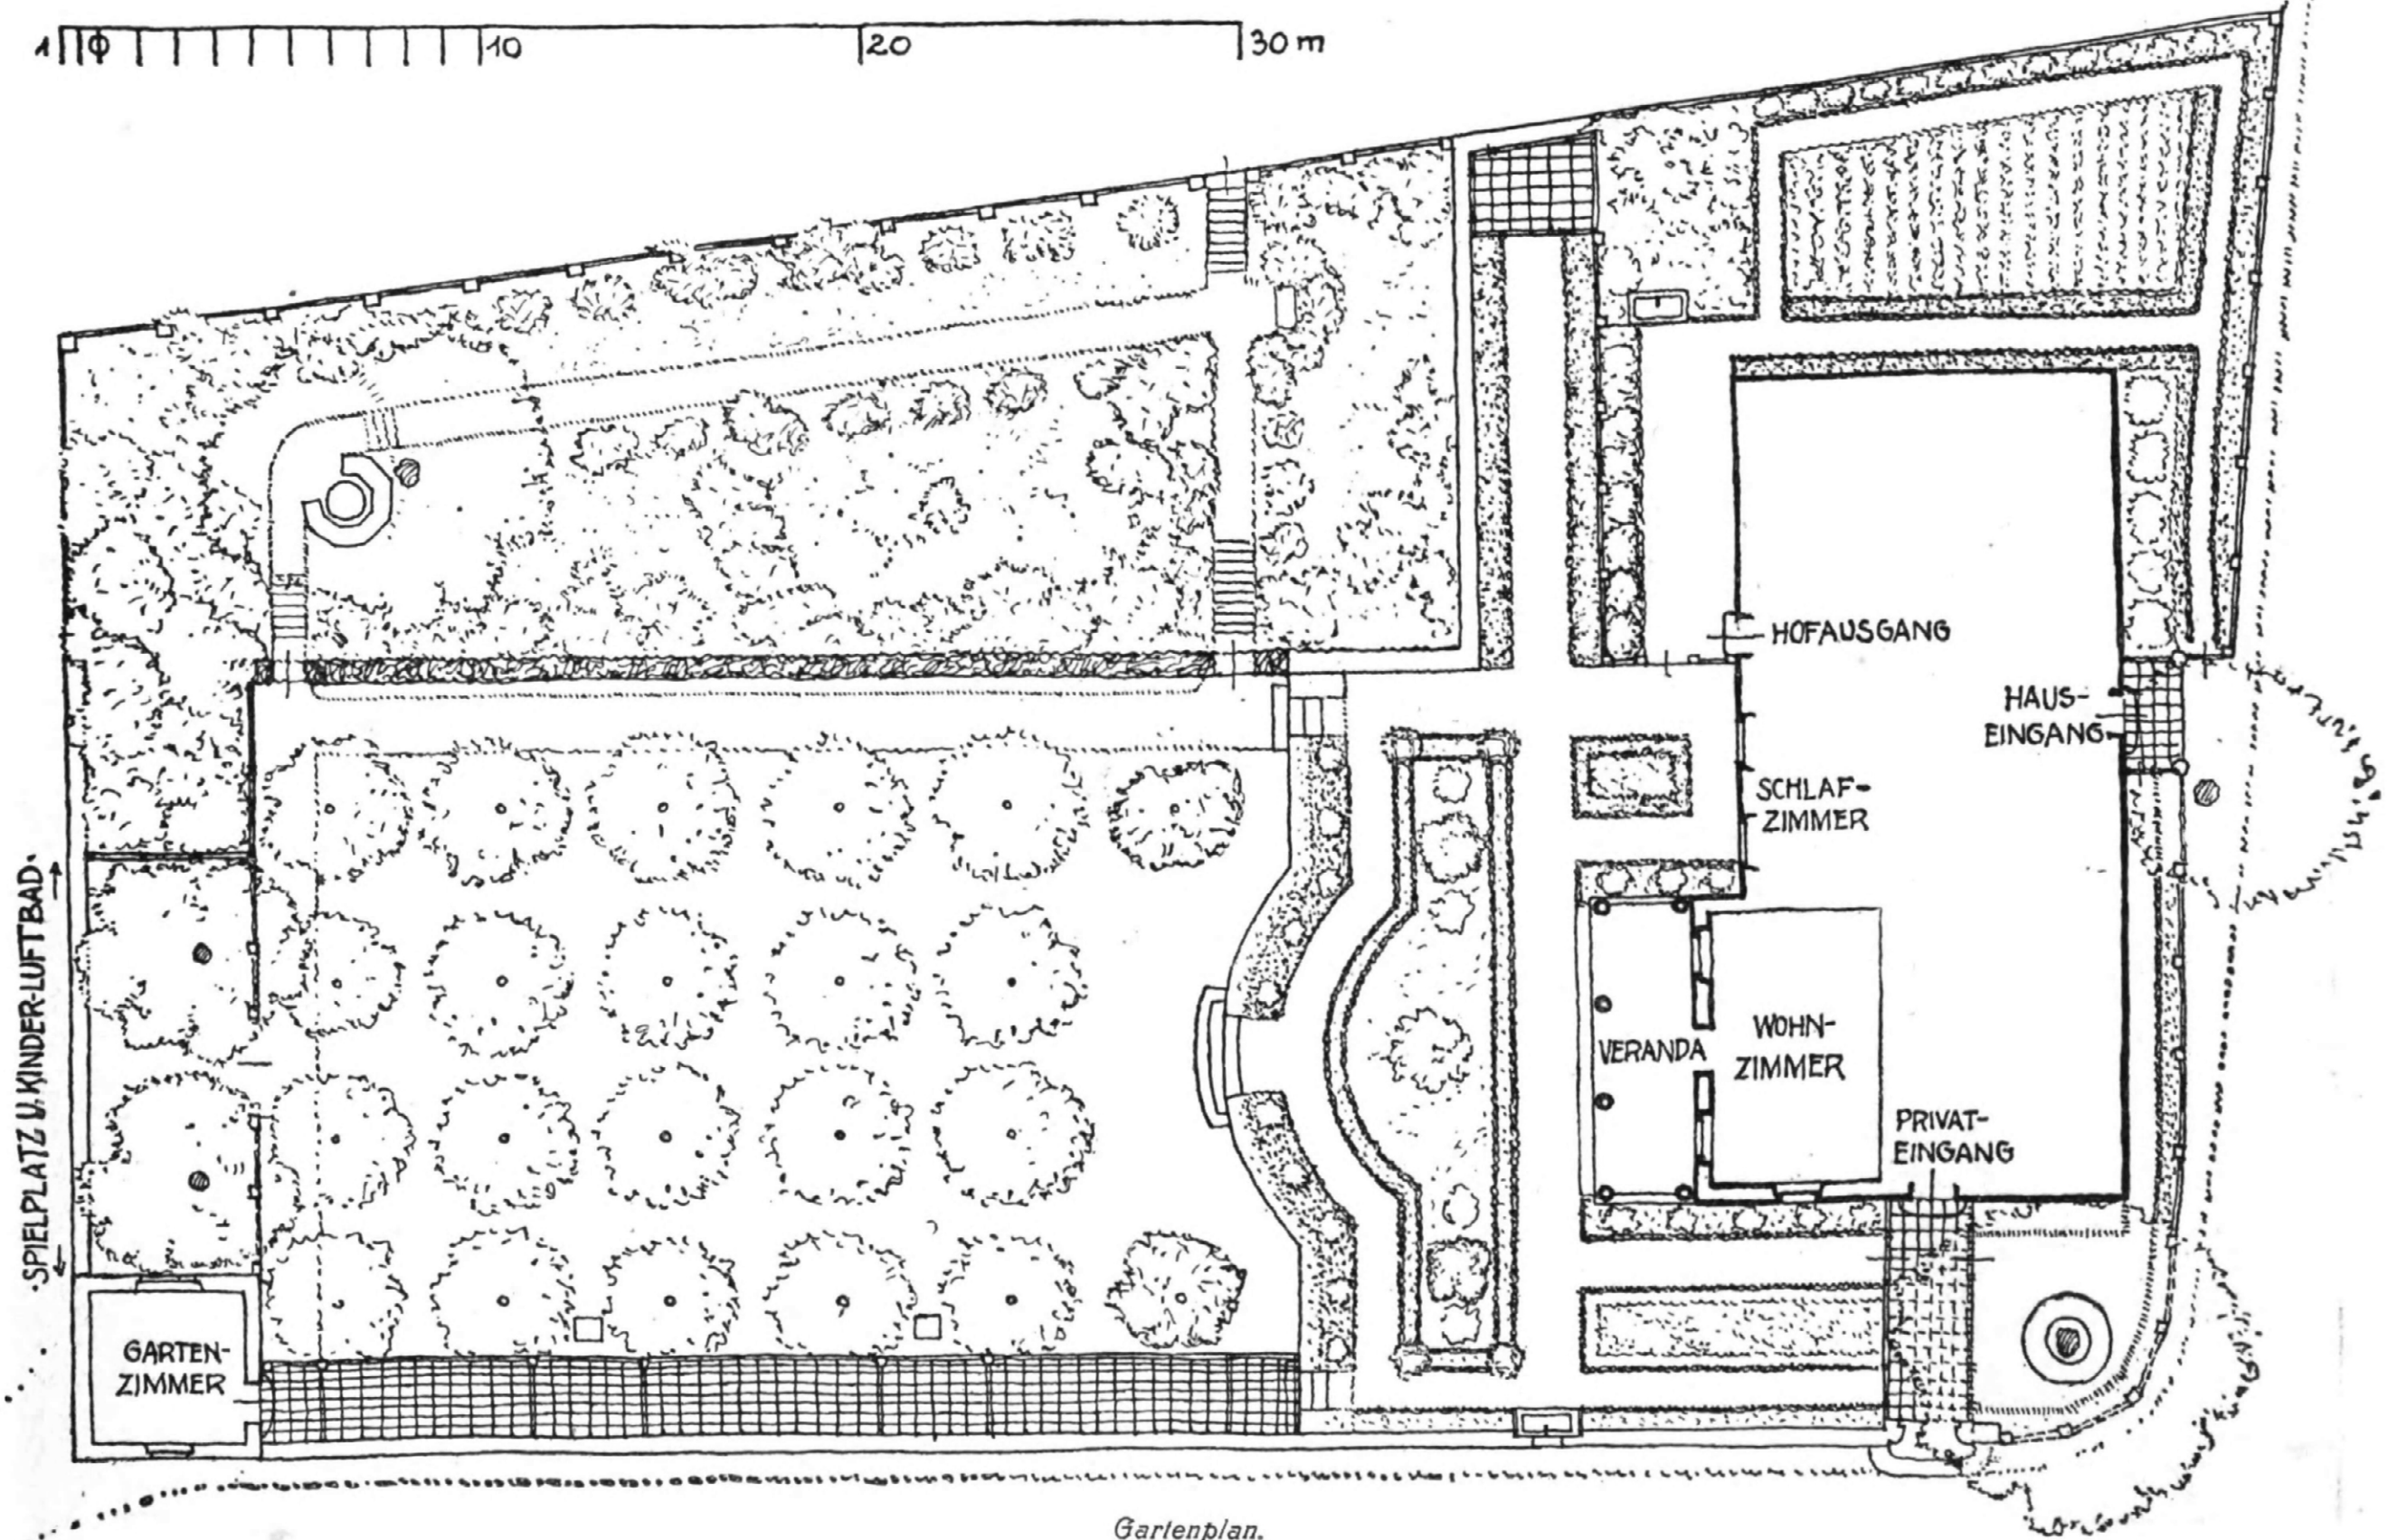 1 0 10 20 30 m
HOFAUSGANG
HAUS-
EINGANG
SCHLAF-
ZIMMER
·SPIELPLATZ U. KINDER-LUFTBAD·
VERANDA
WOHN-
ZIMMER
PRIVAT-
EINGANG
GARTEN-
ZIMMER
Gartenplan.